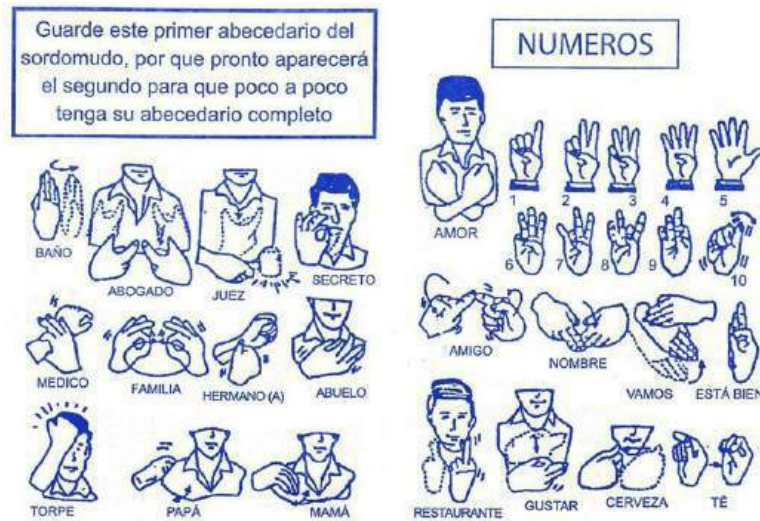 Guarde este primer abecedario del
sordomudo, por que pronto aparecerá
el segundo para que poco a poco
tenga su abecedario completo
BAÑO
ABOGADO
JUEZ
SECRETO
MEDICO
FAMILIA
HERMANO (A)
ABUELO
TORPE
PAPÁ
MAMÁ
NUMEROS
AMOR
1 2 3 4 5
6 7 8 9 10
AMIGO
NOMBRE
VAMOS
ESTÁ BIEN
RESTAURANTE
GUSTAR
CERVEZA
TÊ